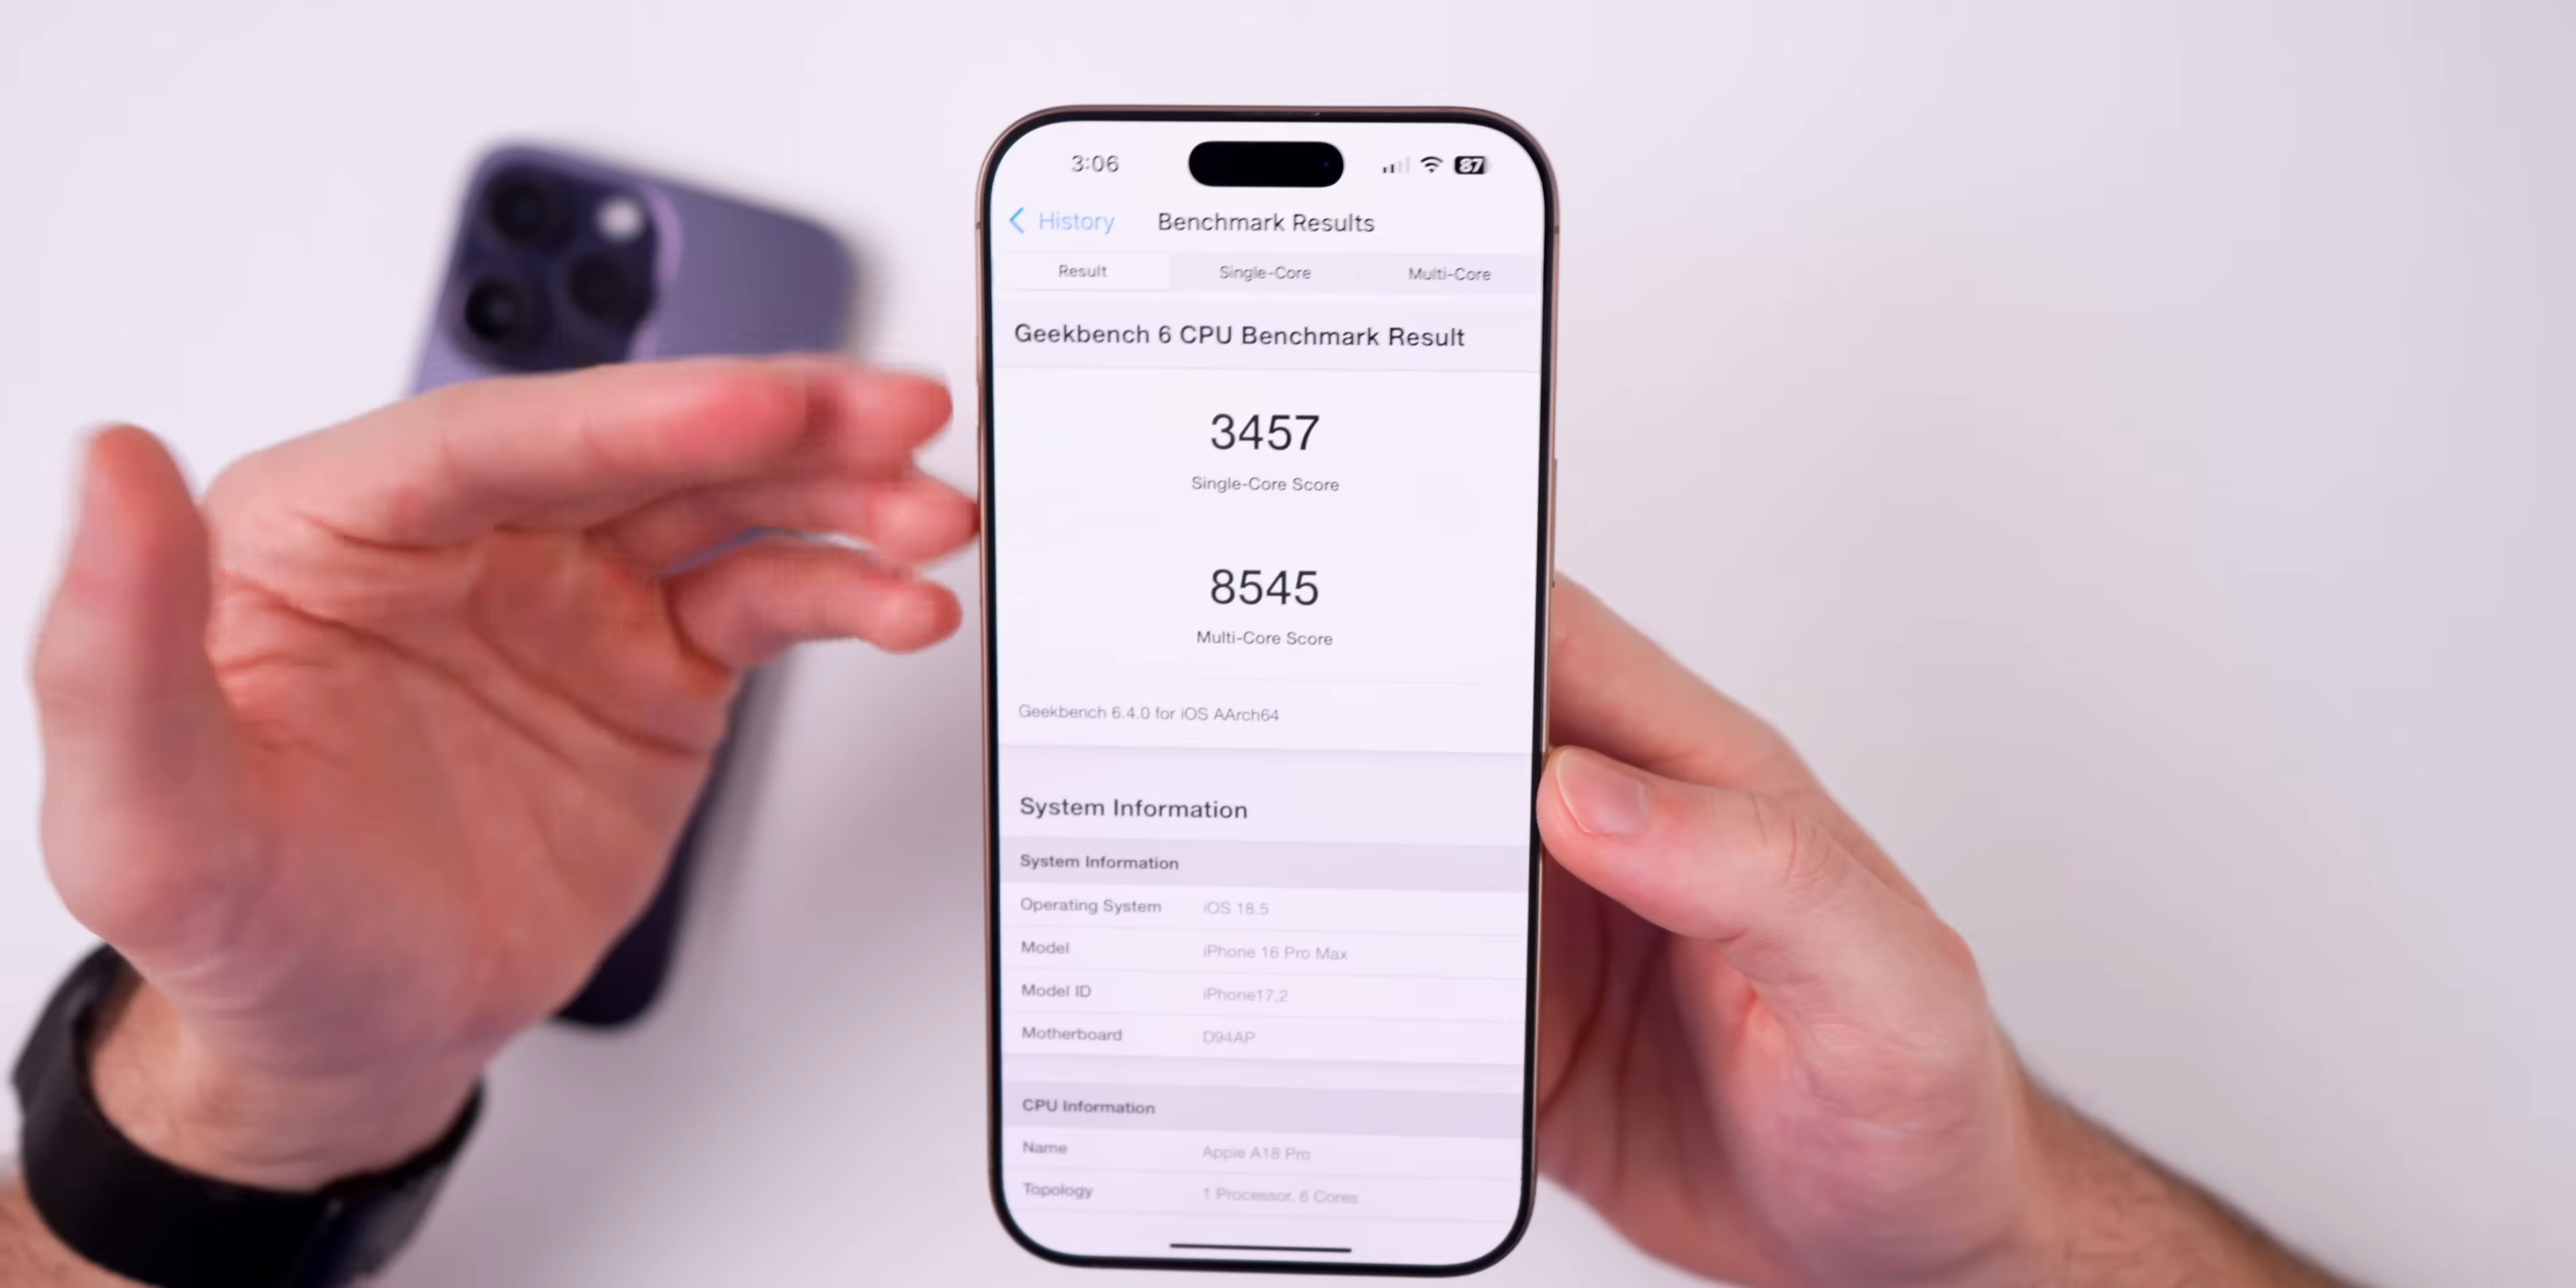 3:06 87
History Benchmark Results
Result Single-Core Multi-Core
Geekbench 6 CPU Benchmark Result
3457
Single-Core Score
8545
Multi-Core Score
Geekbench 6.4.0 for iOS AArch64
System Information
System Information
Operating System iOS 18.5
Model iPhone 16 Pro Max
Model ID iPhone17,2
Motherboard D94AP
CPU Information
Name Apple A18 Pro
Topology 1 Processor, 6 Cores